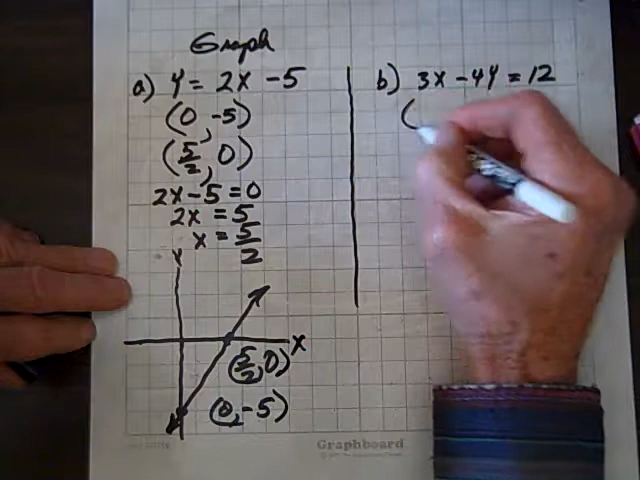 Graph
a) y = 2x - 5
(0, -5)
(5/2, 0)
2x - 5 = 0
2x = 5
x = 5/2
Y
X
(5/2, 0)
(0, -5)
b) 3x - 4y = 12
(
Graphboard